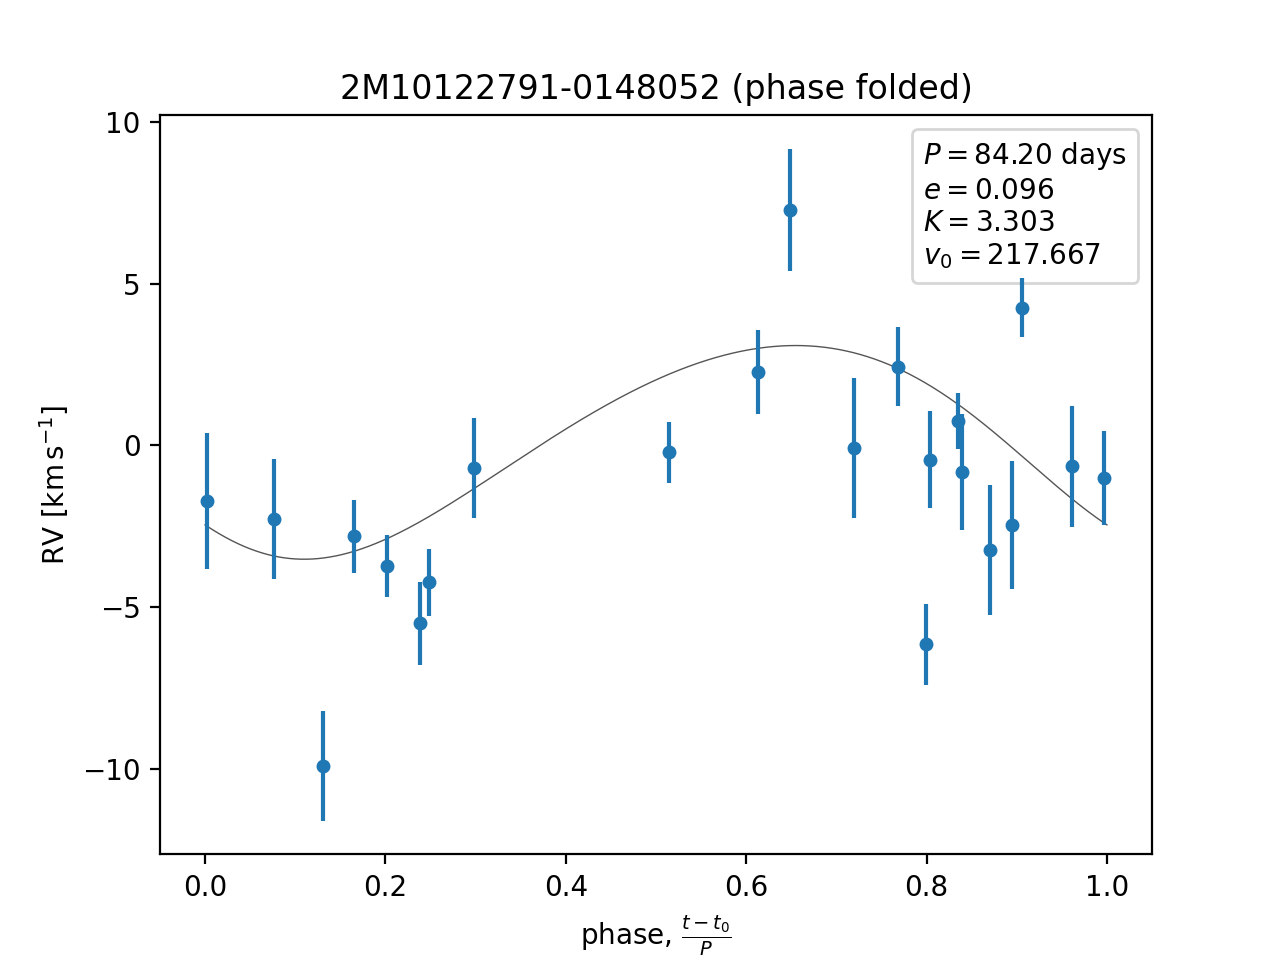 2M10122791-0148052 (phase folded)
P = 84.20 days
e = 0.096
K = 3.303
v₀ = 217.667
RV [km s⁻¹]
10
5
0
−5
−10
0.0 0.2 0.4 0.6 0.8 1.0
phase, (t − t₀)/P